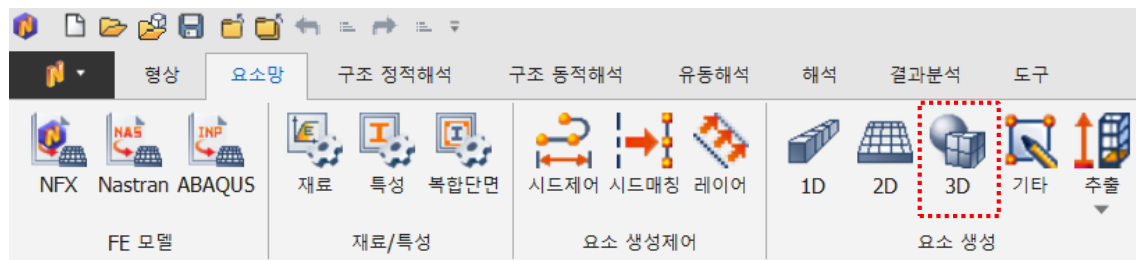 형상 요소망 구조 정적해석 구조 동적해석 유동해석 해석 결과분석 도구
NAS INP
NFX Nastran ABAQUS 재료 특성 복합단면 시드제어 시드매칭 레이어 1D 2D 3D 기타 추출
FE 모델 재료/특성 요소 생성제어 요소 생성